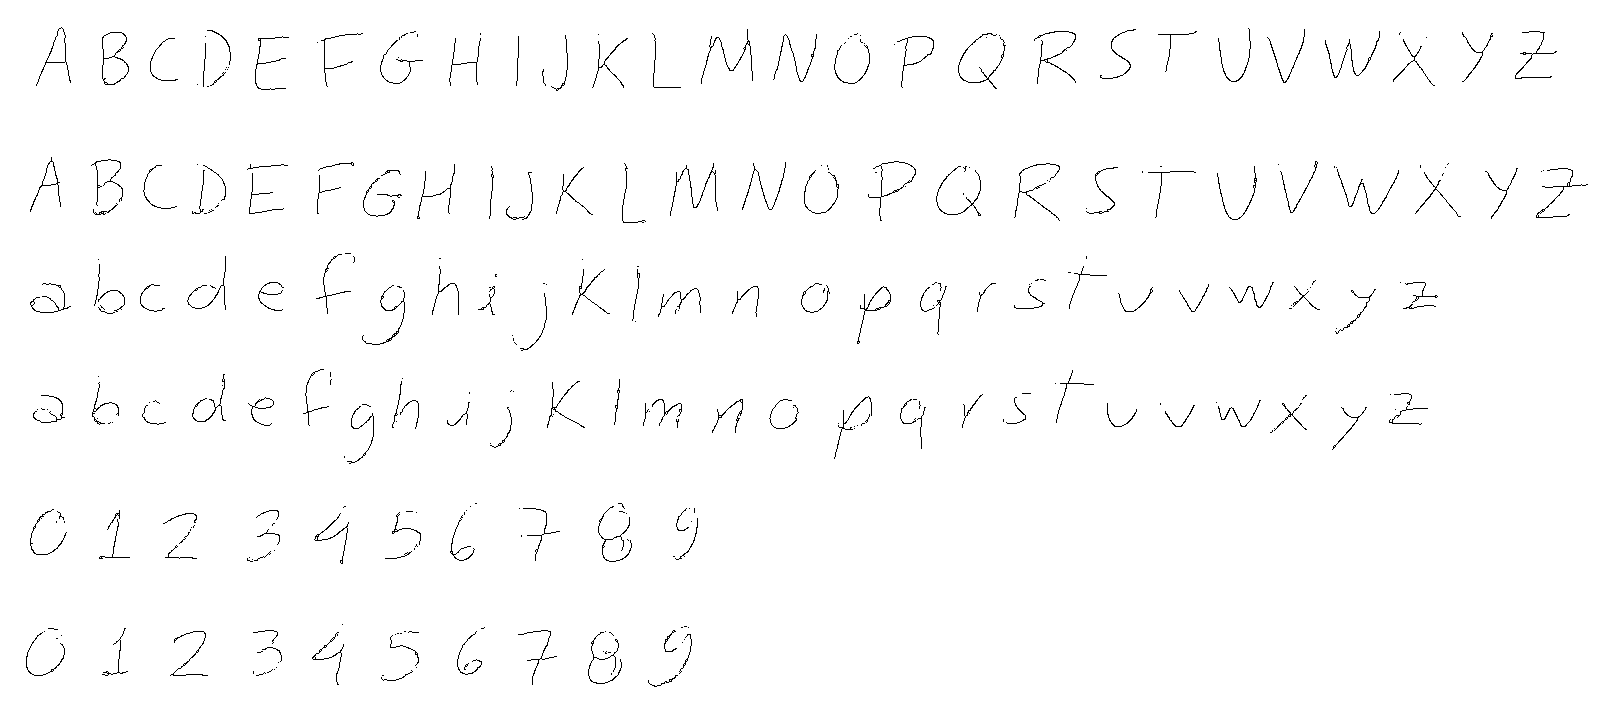 A B C D E F G H I J K L M N O P Q R S T U V W X Y Z
A B C D E F G H I J K L M N O P Q R S T U V W X Y Z
a b c d e f g h i j k l m n o p q r s t u v w x y z
a b c d e f g h i j k l m n o p q r s t u v w x y z
0 1 2 3 4 5 6 7 8 9
0 1 2 3 4 5 6 7 8 9